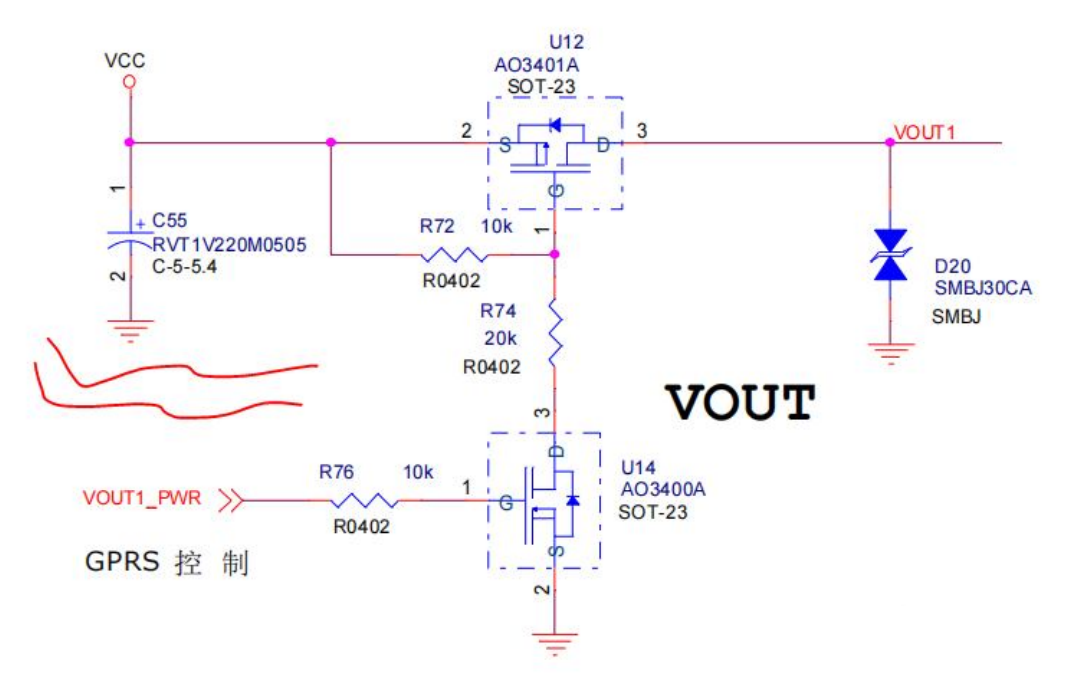 VCC
U12
AO3401A
SOT-23
2
S
D
3
VOUT1
G
1
1
+
C55
RVT1V220M0505
C-5-5.4
2
R72
10k
R0402
R74
20k
R0402
D20
SMBJ30CA
SMBJ
VOUT
3
D
U14
AO3400A
SOT-23
R76
10k
1
G
VOUT1_PWR
R0402
S
GPRS 控 制
2